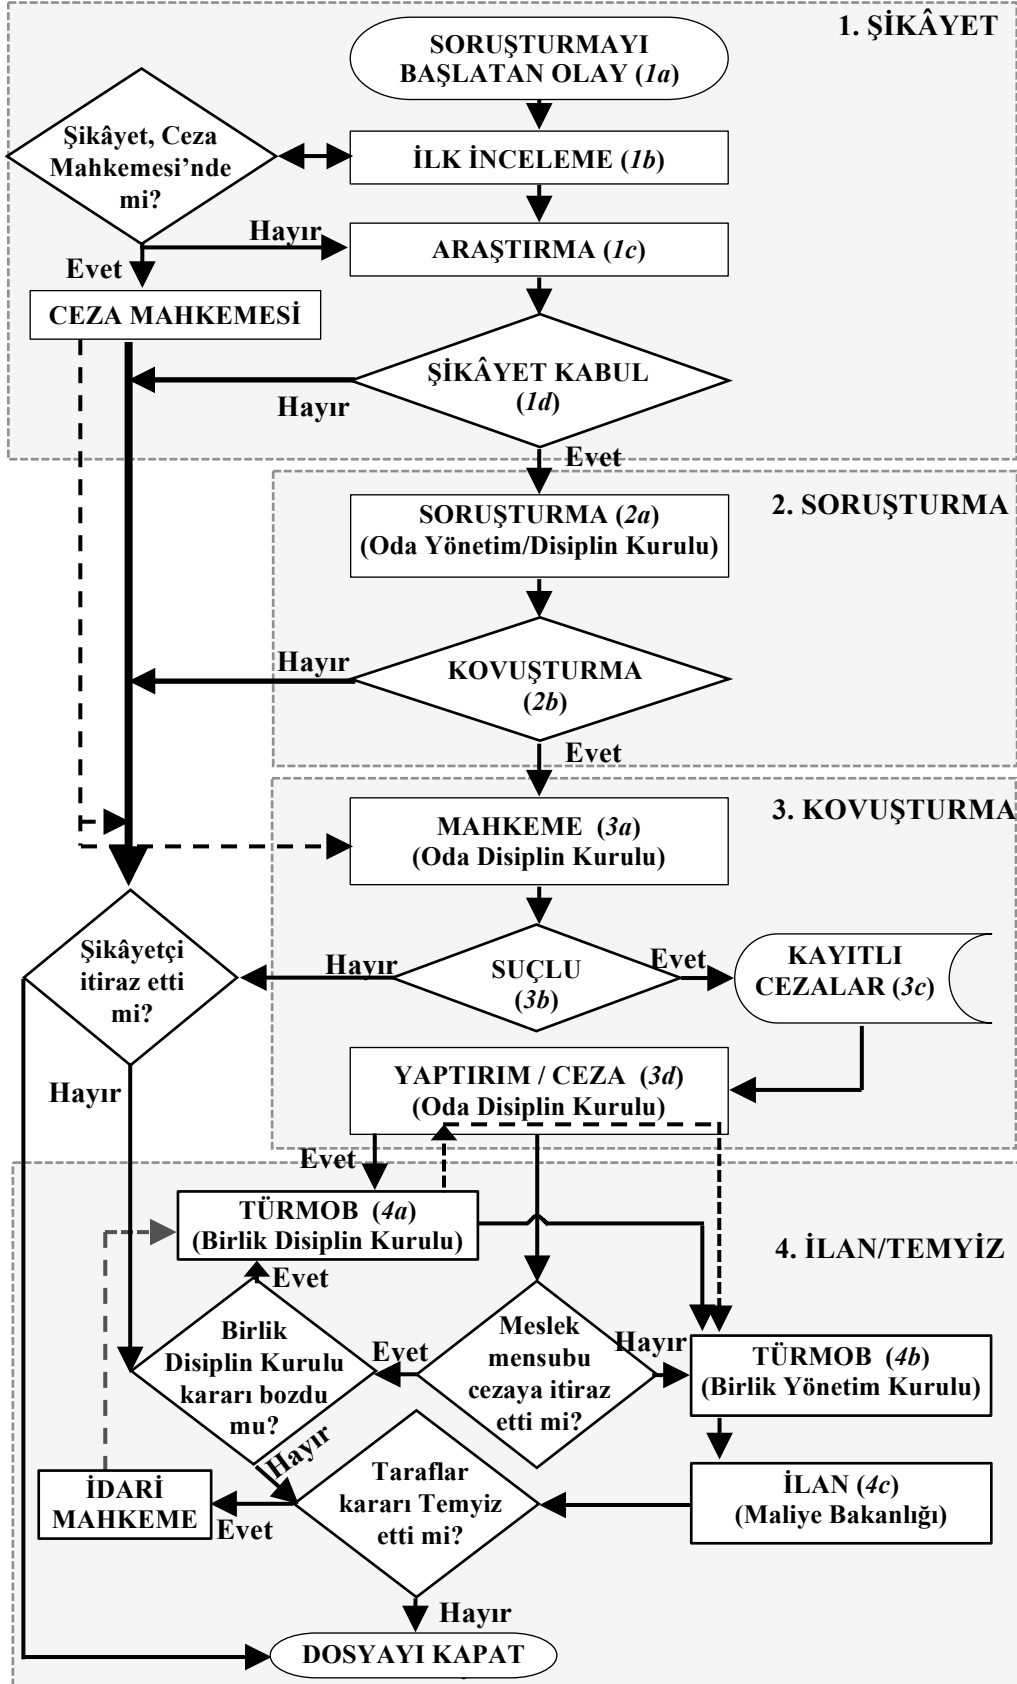 1. ŞİKÂYET
SORUŞTURMAYI
BAŞLATAN OLAY (1a)
Şikâyet, Ceza
Mahkemesi’nde
mi?
İLK İNCELEME (1b)
Hayır
ARAŞTIRMA (1c)
Evet
CEZA MAHKEMESİ
ŞİKÂYET KABUL
(1d)
Hayır
Evet
2. SORUŞTURMA
SORUŞTURMA (2a)
(Oda Yönetim/Disiplin Kurulu)
Hayır
KOVUŞTURMA
(2b)
Evet
3. KOVUŞTURMA
MAHKEME (3a)
(Oda Disiplin Kurulu)
Şikâyetçi
itiraz etti
mi?
Hayır
SUÇLU
(3b)
Evet
KAYITLI
CEZALAR (3c)
Hayır
YAPTIRIM / CEZA (3d)
(Oda Disiplin Kurulu)
Evet
TÜRMOB (4a)
(Birlik Disiplin Kurulu)
4. İLAN/TEMYİZ
Evet
Birlik
Disiplin Kurulu
kararı bozdu
mu?
Evet
Meslek
mensubu
cezaya itiraz
etti mi?
Hayır
TÜRMOB (4b)
(Birlik Yönetim Kurulu)
Hayır
İDARİ
MAHKEME
Evet
Taraflar
kararı Temyiz
etti mi?
İLAN (4c)
(Maliye Bakanlığı)
Hayır
DOSYAYI KAPAT